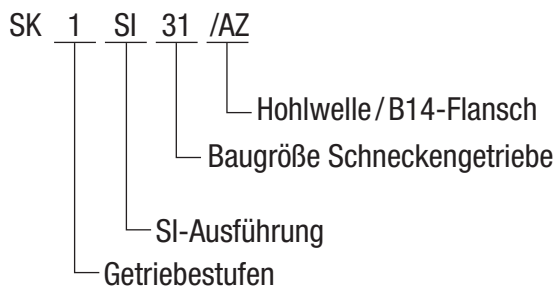 SK 1 SI 31 /AZ
Hohlwelle / B14-Flansch
Baugröße Schneckengetriebe
SI-Ausführung
Getriebestufen